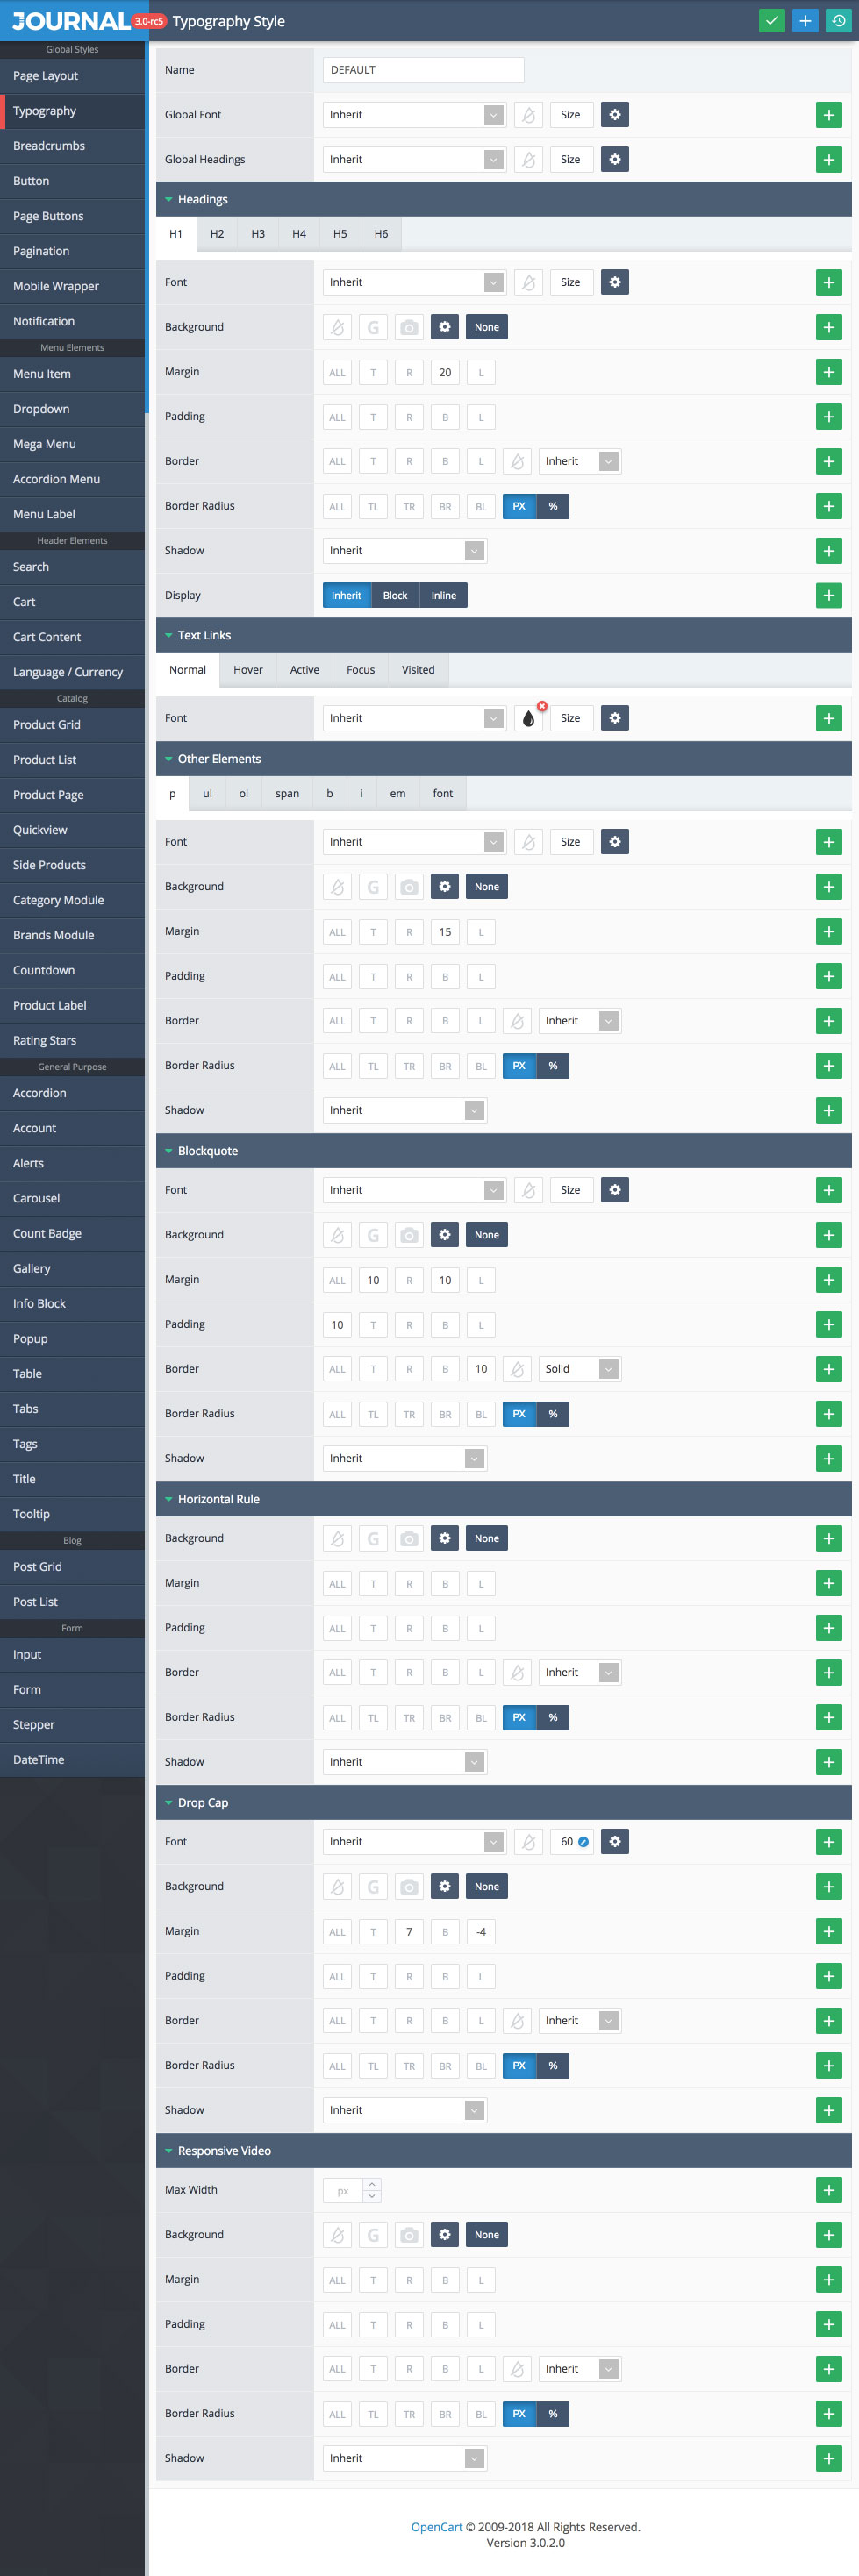 JOURNAL 3.0-rc5 Typography Style
Global Styles
Page Layout
Typography
Breadcrumbs
Button
Page Buttons
Pagination
Mobile Wrapper
Notification
Menu Elements
Menu Item
Dropdown
Mega Menu
Accordion Menu
Menu Label
Header Elements
Search
Cart
Cart Content
Language / Currency
Catalog
Product Grid
Product List
Product Page
Quickview
Side Products
Category Module
Brands Module
Countdown
Product Label
Rating Stars
General Purpose
Accordion
Account
Alerts
Carousel
Count Badge
Gallery
Info Block
Popup
Table
Tabs
Tags
Title
Tooltip
Blog
Post Grid
Post List
Form
Input
Form
Stepper
DateTime
Name DEFAULT
Global Font Inherit Size
Global Headings Inherit Size
Headings
H1 H2 H3 H4 H5 H6
Font Inherit Size
Background G None
Margin ALL T R 20 L
Padding ALL T R B L
Border ALL T R B L Inherit
Border Radius ALL TL TR BR BL PX %
Shadow Inherit
Display Inherit Block Inline
Text Links
Normal Hover Active Focus Visited
Font Inherit Size
Other Elements
p ul ol span b i em font
Font Inherit Size
Background G None
Margin ALL T R 15 L
Padding ALL T R B L
Border ALL T R B L Inherit
Border Radius ALL TL TR BR BL PX %
Shadow Inherit
Blockquote
Font Inherit Size
Background G None
Margin ALL 10 R 10 L
Padding 10 T R B L
Border ALL T R B 10 Solid
Border Radius ALL TL TR BR BL PX %
Shadow Inherit
Horizontal Rule
Background G None
Margin ALL T R B L
Padding ALL T R B L
Border ALL T R B L Inherit
Border Radius ALL TL TR BR BL PX %
Shadow Inherit
Drop Cap
Font Inherit 60
Background G None
Margin ALL T 7 B -4
Padding ALL T R B L
Border ALL T R B L Inherit
Border Radius ALL TL TR BR BL PX %
Shadow Inherit
Responsive Video
Max Width px
Background G None
Margin ALL T R B L
Padding ALL T R B L
Border ALL T R B L Inherit
Border Radius ALL TL TR BR BL PX %
Shadow Inherit
OpenCart © 2009-2018 All Rights Reserved.
Version 3.0.2.0